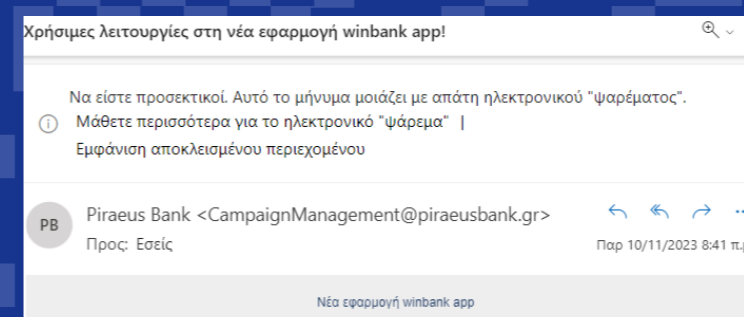 Χρήσιμες λειτουργίες στη νέα εφαρμογή winbank app!
Να είστε προσεκτικοί. Αυτό το μήνυμα μοιάζει με απάτη ηλεκτρονικού "ψαρέματος".
Μάθετε περισσότερα για το ηλεκτρονικό "ψάρεμα" |
Εμφάνιση αποκλεισμένου περιεχομένου
PB
Piraeus Bank <CampaignManagement@piraeusbank.gr>
Προς: Εσείς
Παρ 10/11/2023 8:41 π.μ
Νέα εφαρμογή winbank app